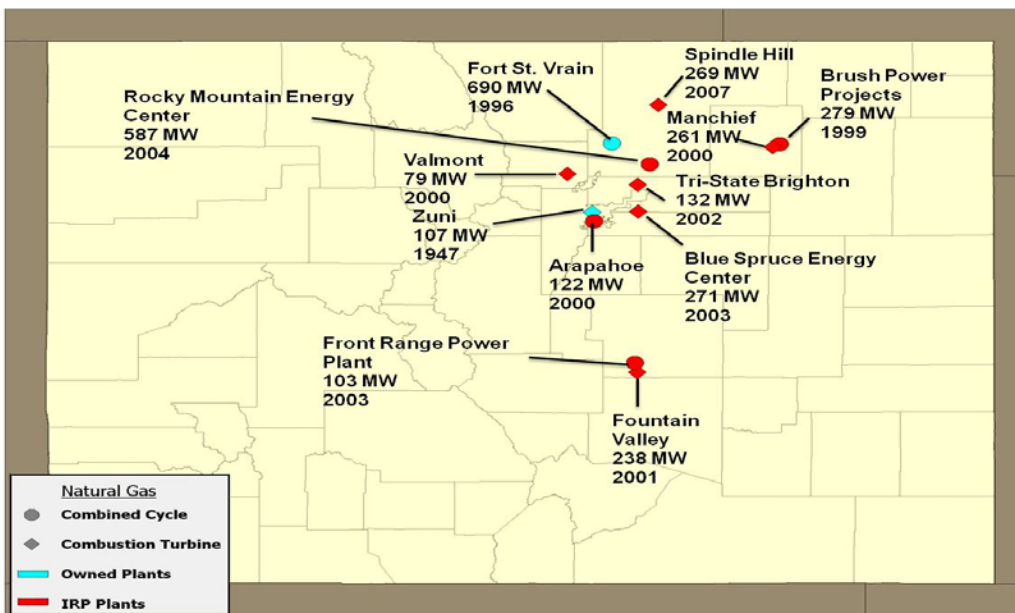 Spindle Hill
269 MW
2007
Fort St. Vrain
690 MW
1996
Brush Power
Projects
279 MW
1999
Rocky Mountain Energy
Center
587 MW
2004
Manchief
261 MW
2000
Valmont
79 MW
2000
Tri-State Brighton
132 MW
2002
Zuni
107 MW
1947
Arapahoe
122 MW
2000
Blue Spruce Energy
Center
271 MW
2003
Front Range Power
Plant
103 MW
2003
Fountain
Valley
238 MW
2001
Natural Gas
Combined Cycle
Combustion Turbine
Owned Plants
IRP Plants